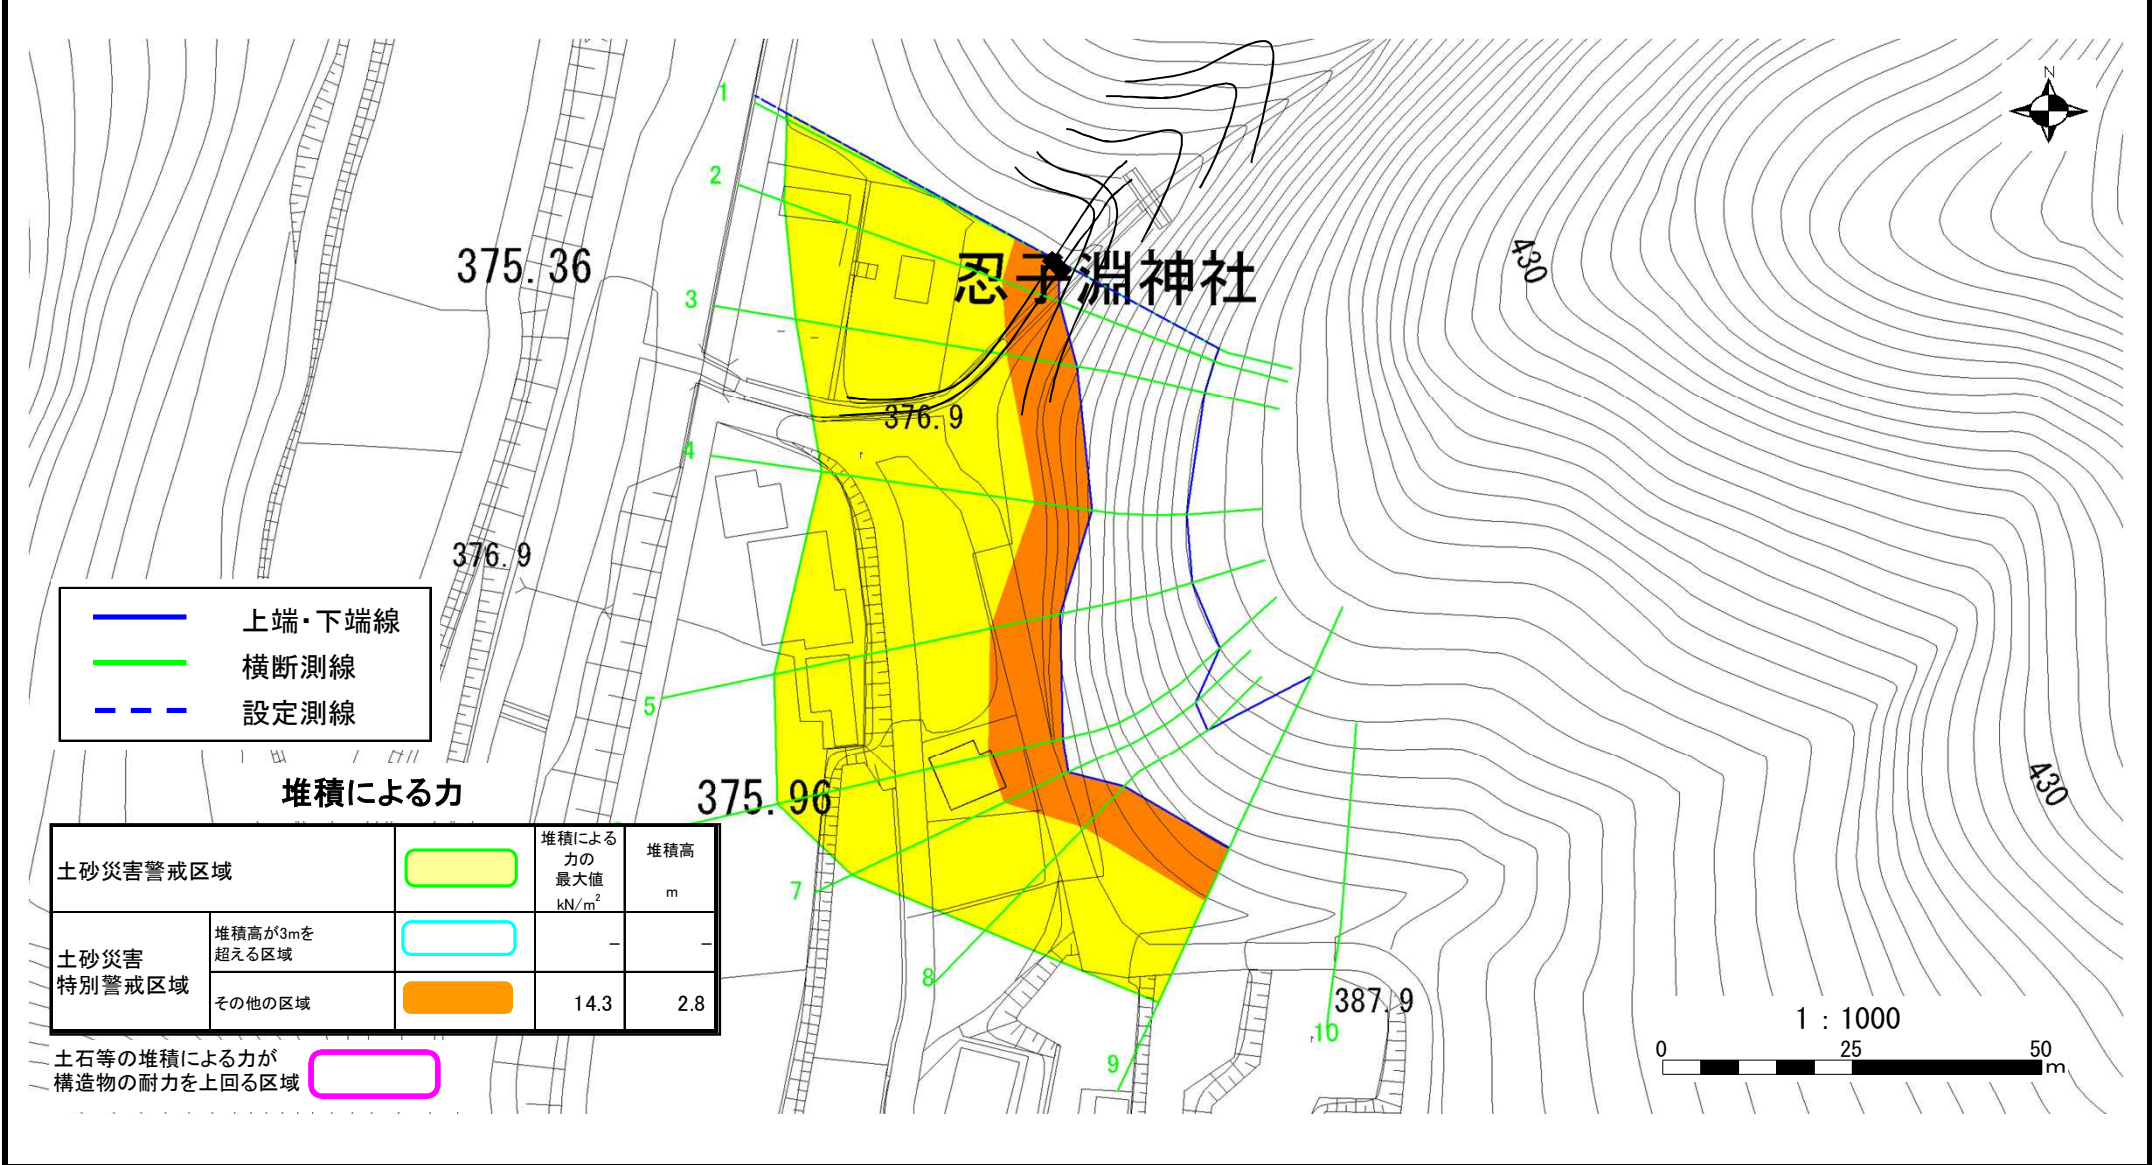 N
1
2
忍子淵神社
375.36
430
3
376.9
4
376.9
上端・下端線
横断測線
設定測線
5
堆積による力
375.96
430
土砂災害警戒区域
堆積による
力の
最大値
kN/m²
堆積高
m
7
土砂災害
特別警戒区域
堆積高が3mを
超える区域
－
－
その他の区域
14.3
2.8
8
387.9
10
9
1 : 1000
0 25 50
m
土石等の堆積による力が
構造物の耐力を上回る区域